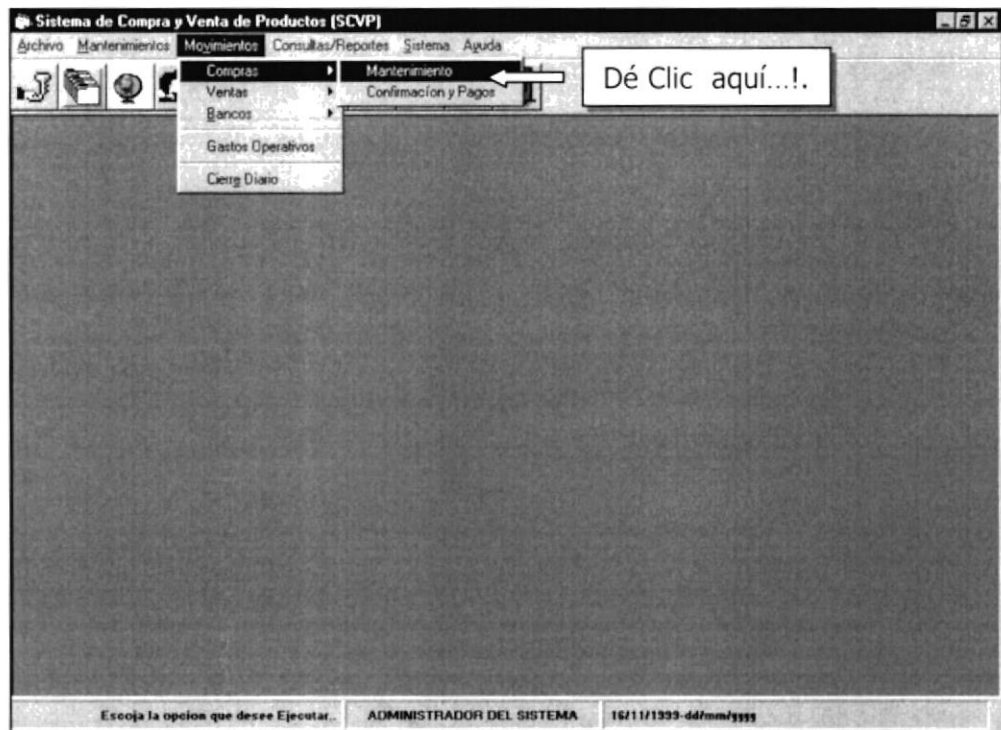 Sistema de Compra y Venta de Productos (SCVP)
Archivo Mantenimientos Movimientos Consultas/Reportes Sistema Ayuda
Compras
Mantenimiento
Dé Clic aquí...!.
Ventas
Confirmacíon y Pagos
Bancos
Gastos Operativos
Cierre Diario
Escoja la opcion que desee Ejecutar..
ADMINISTRADOR DEL SISTEMA
16/11/1999-dd/mm/yyyy